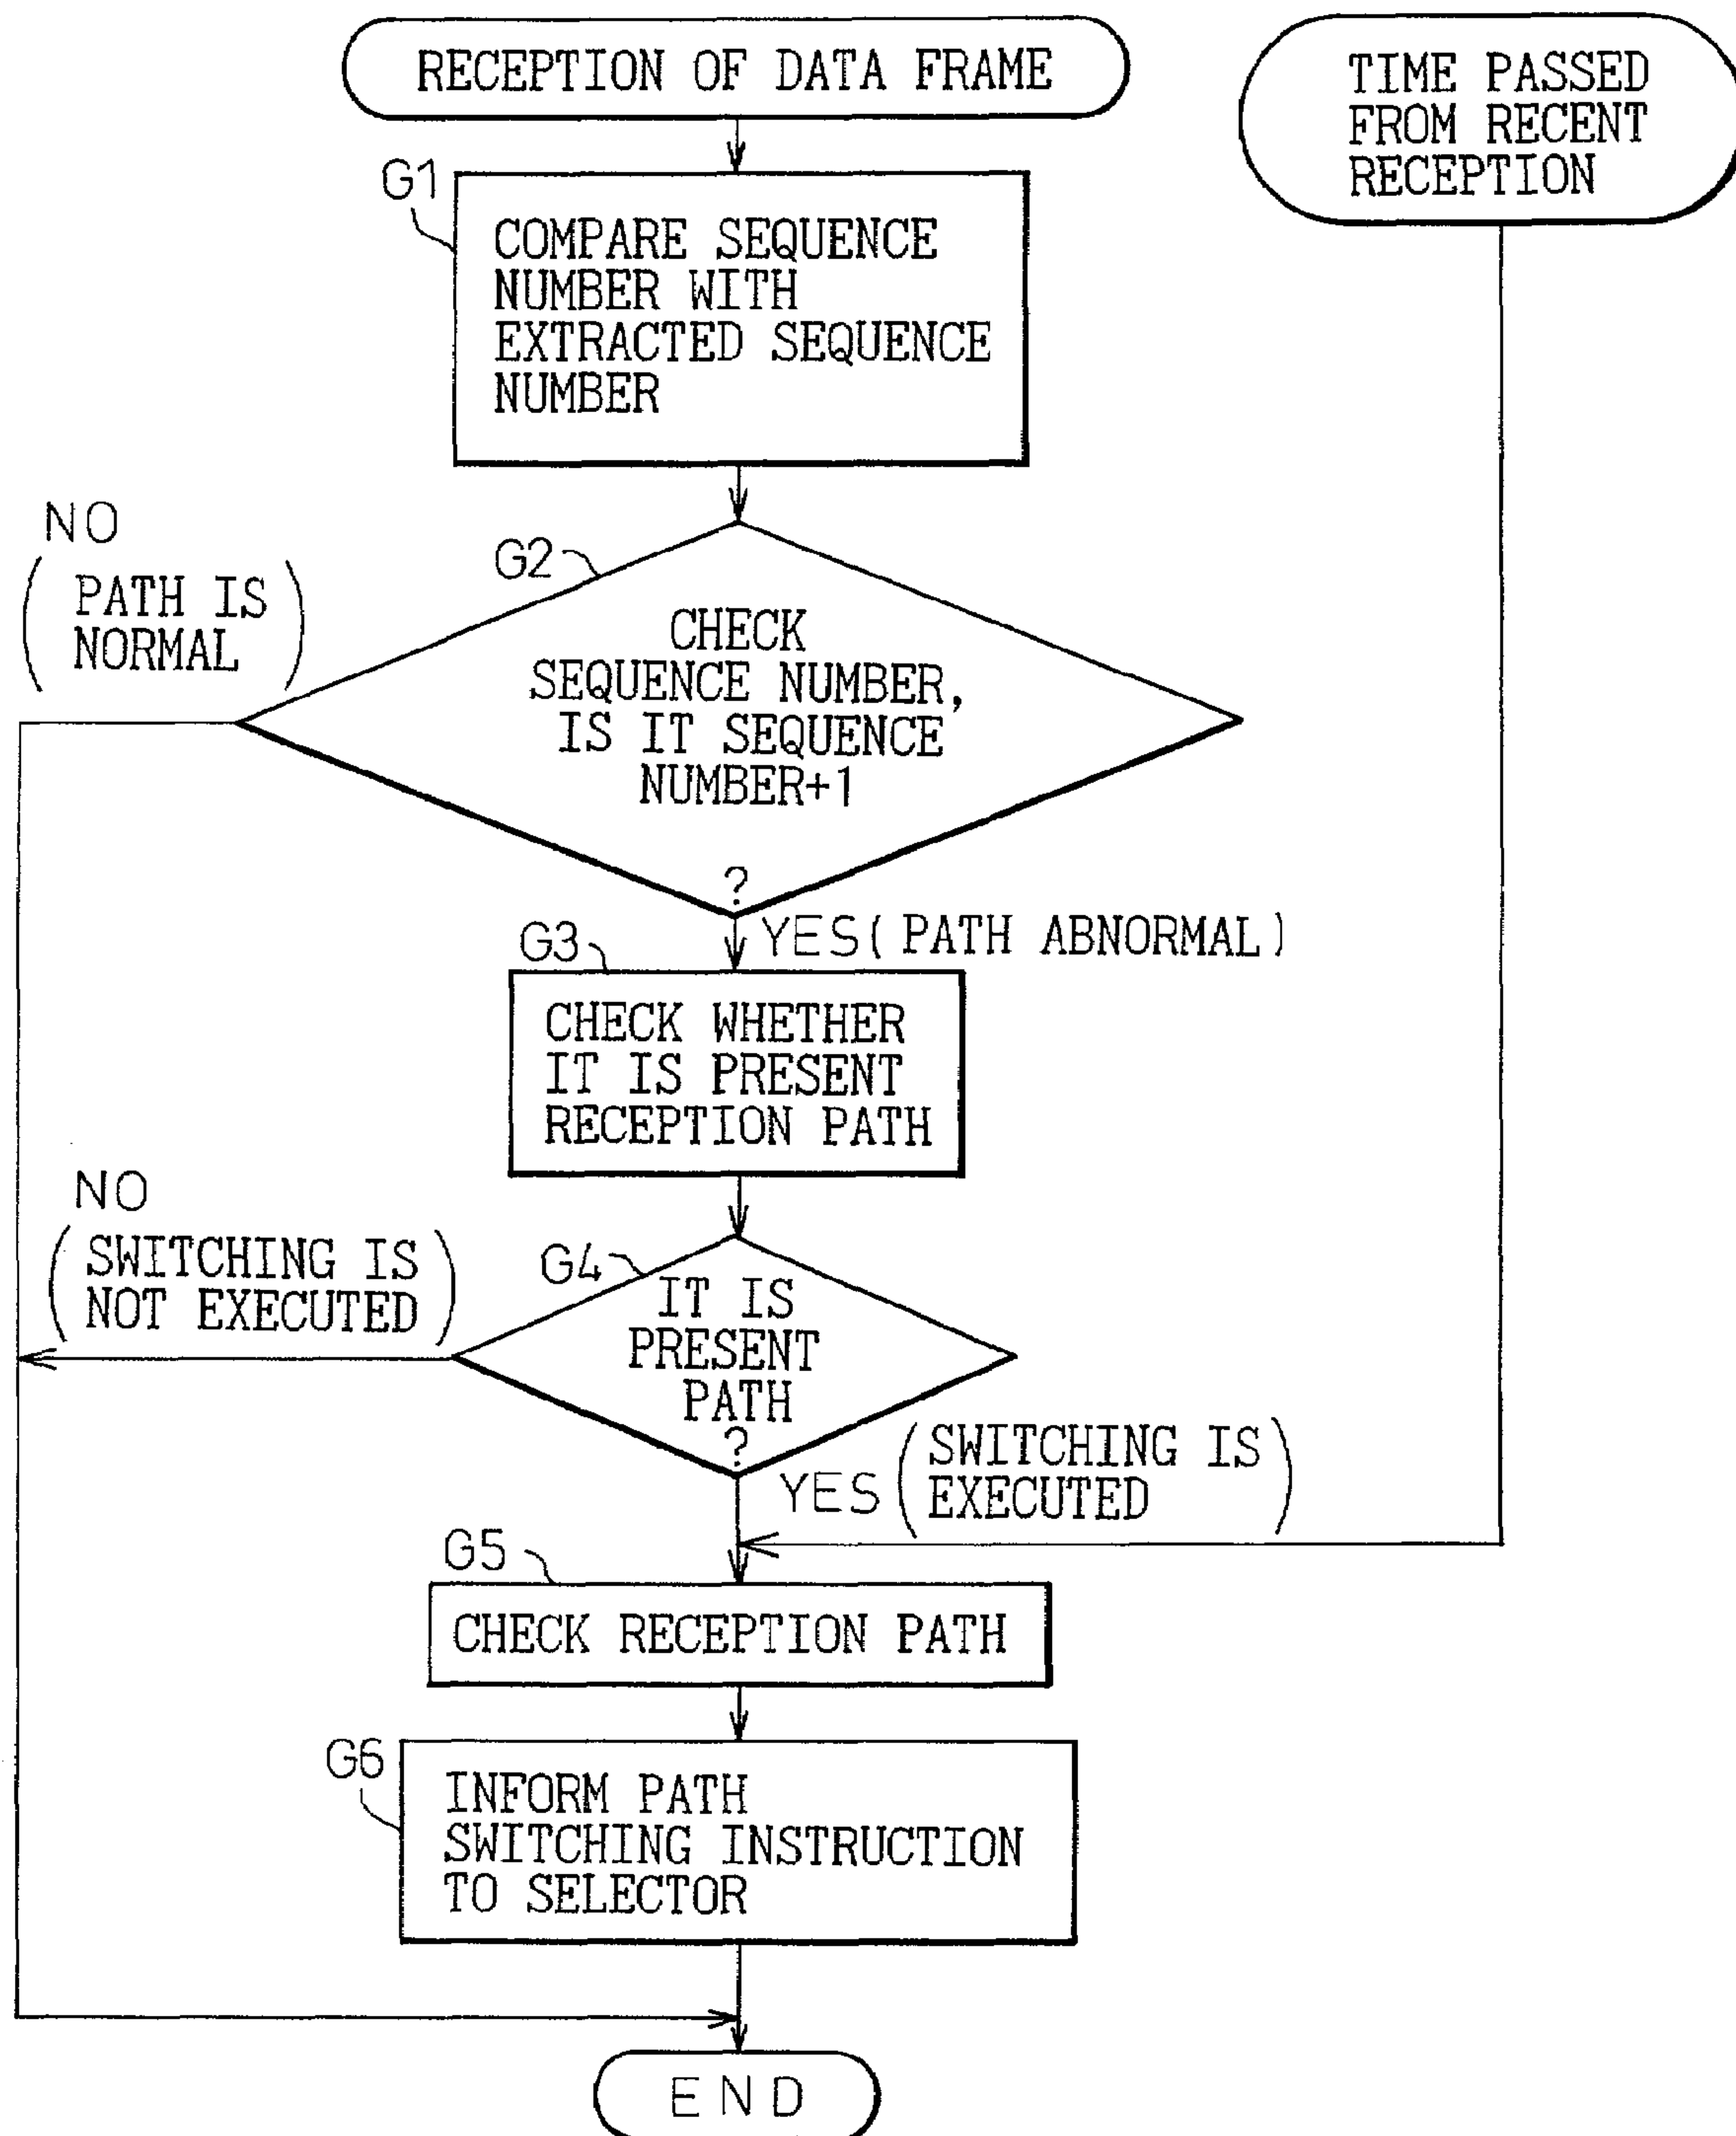 RECEPTION OF DATA FRAME
TIME PASSED
FROM RECENT
RECEPTION
G1
COMPARE SEQUENCE
NUMBER WITH
EXTRACTED SEQUENCE
NUMBER
NO
( PATH IS
NORMAL )
G2
CHECK
SEQUENCE NUMBER,
IS IT SEQUENCE
NUMBER+1
?
YES ( PATH ABNORMAL )
G3
CHECK WHETHER
IT IS PRESENT
RECEPTION PATH
NO
( SWITCHING IS
NOT EXECUTED )
G4
IT IS
PRESENT
PATH
?
YES ( SWITCHING IS
EXECUTED )
G5
CHECK RECEPTION PATH
G6
INFORM PATH
SWITCHING INSTRUCTION
TO SELECTOR
END